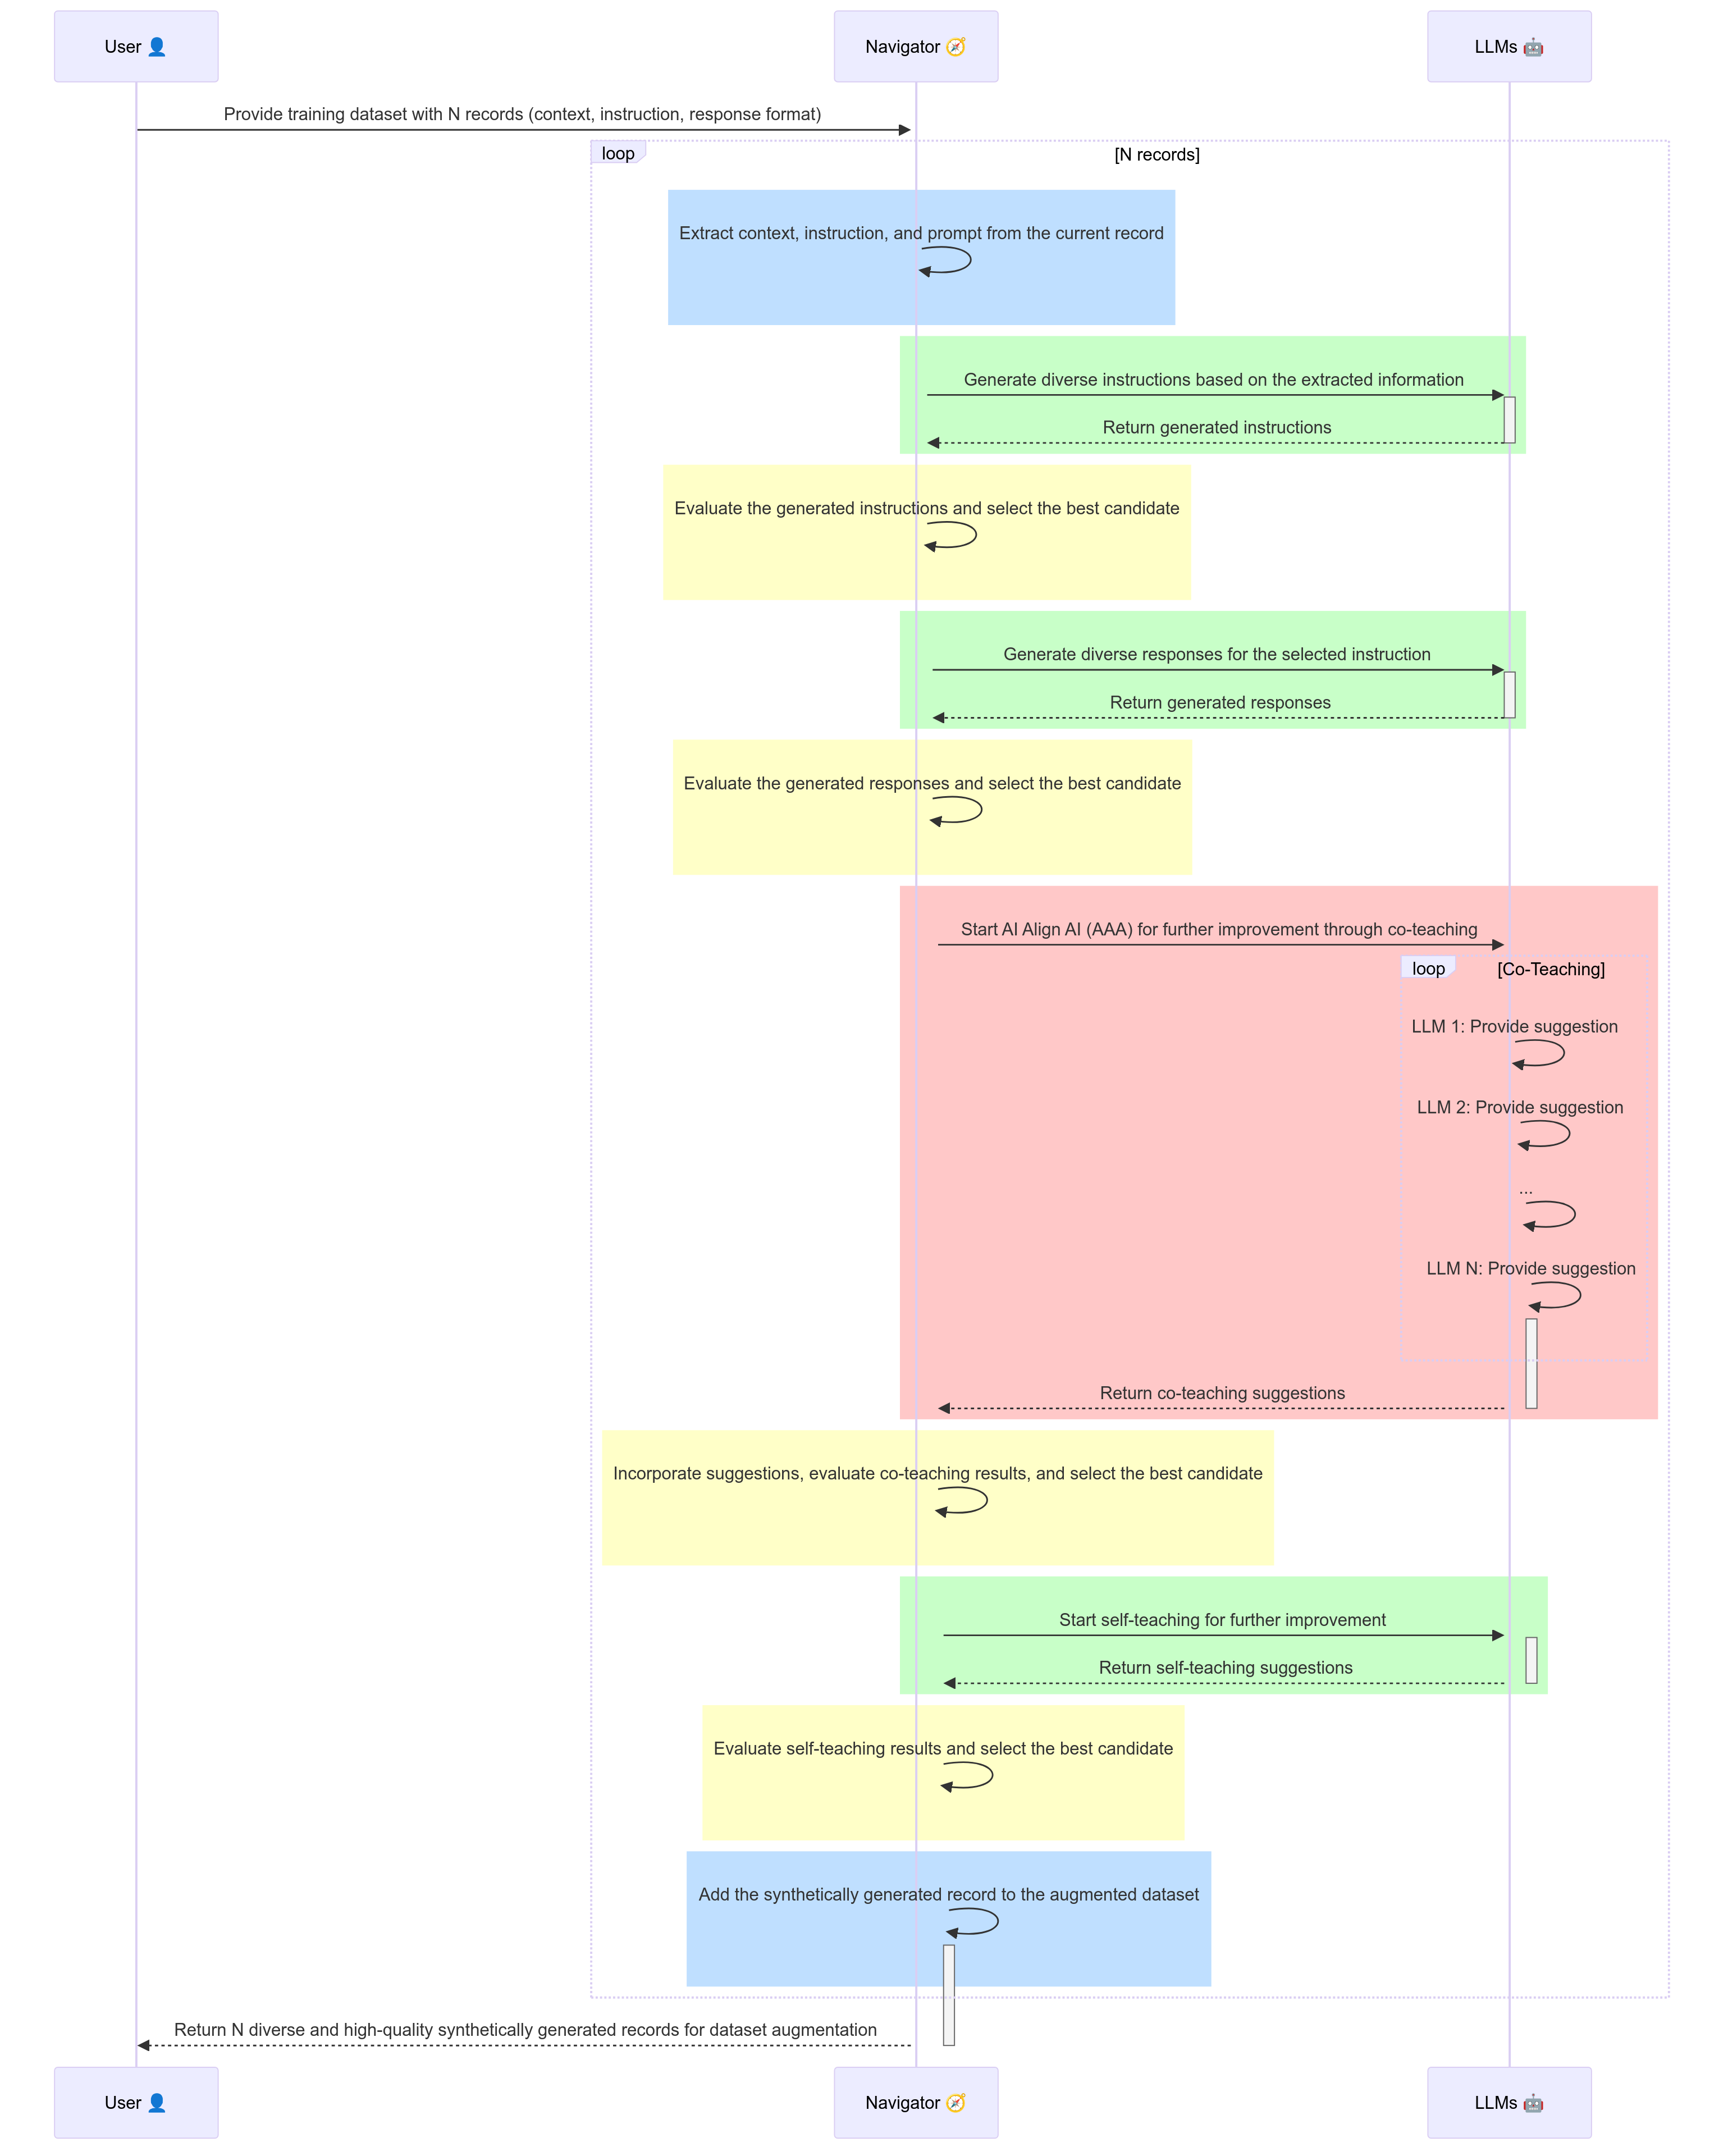 User 👤
Navigator 🧭
LLMs 🤖
Provide training dataset with N records (context, instruction, response format)
loop
[N records]
Extract context, instruction, and prompt from the current record
Generate diverse instructions based on the extracted information
Return generated instructions
Evaluate the generated instructions and select the best candidate
Generate diverse responses for the selected instruction
Return generated responses
Evaluate the generated responses and select the best candidate
Start AI Align AI (AAA) for further improvement through co-teaching
loop
[Co-Teaching]
LLM 1: Provide suggestion
LLM 2: Provide suggestion
...
LLM N: Provide suggestion
Return co-teaching suggestions
Incorporate suggestions, evaluate co-teaching results, and select the best candidate
Start self-teaching for further improvement
Return self-teaching suggestions
Evaluate self-teaching results and select the best candidate
Add the synthetically generated record to the augmented dataset
Return N diverse and high-quality synthetically generated records for dataset augmentation
User 👤
Navigator 🧭
LLMs 🤖